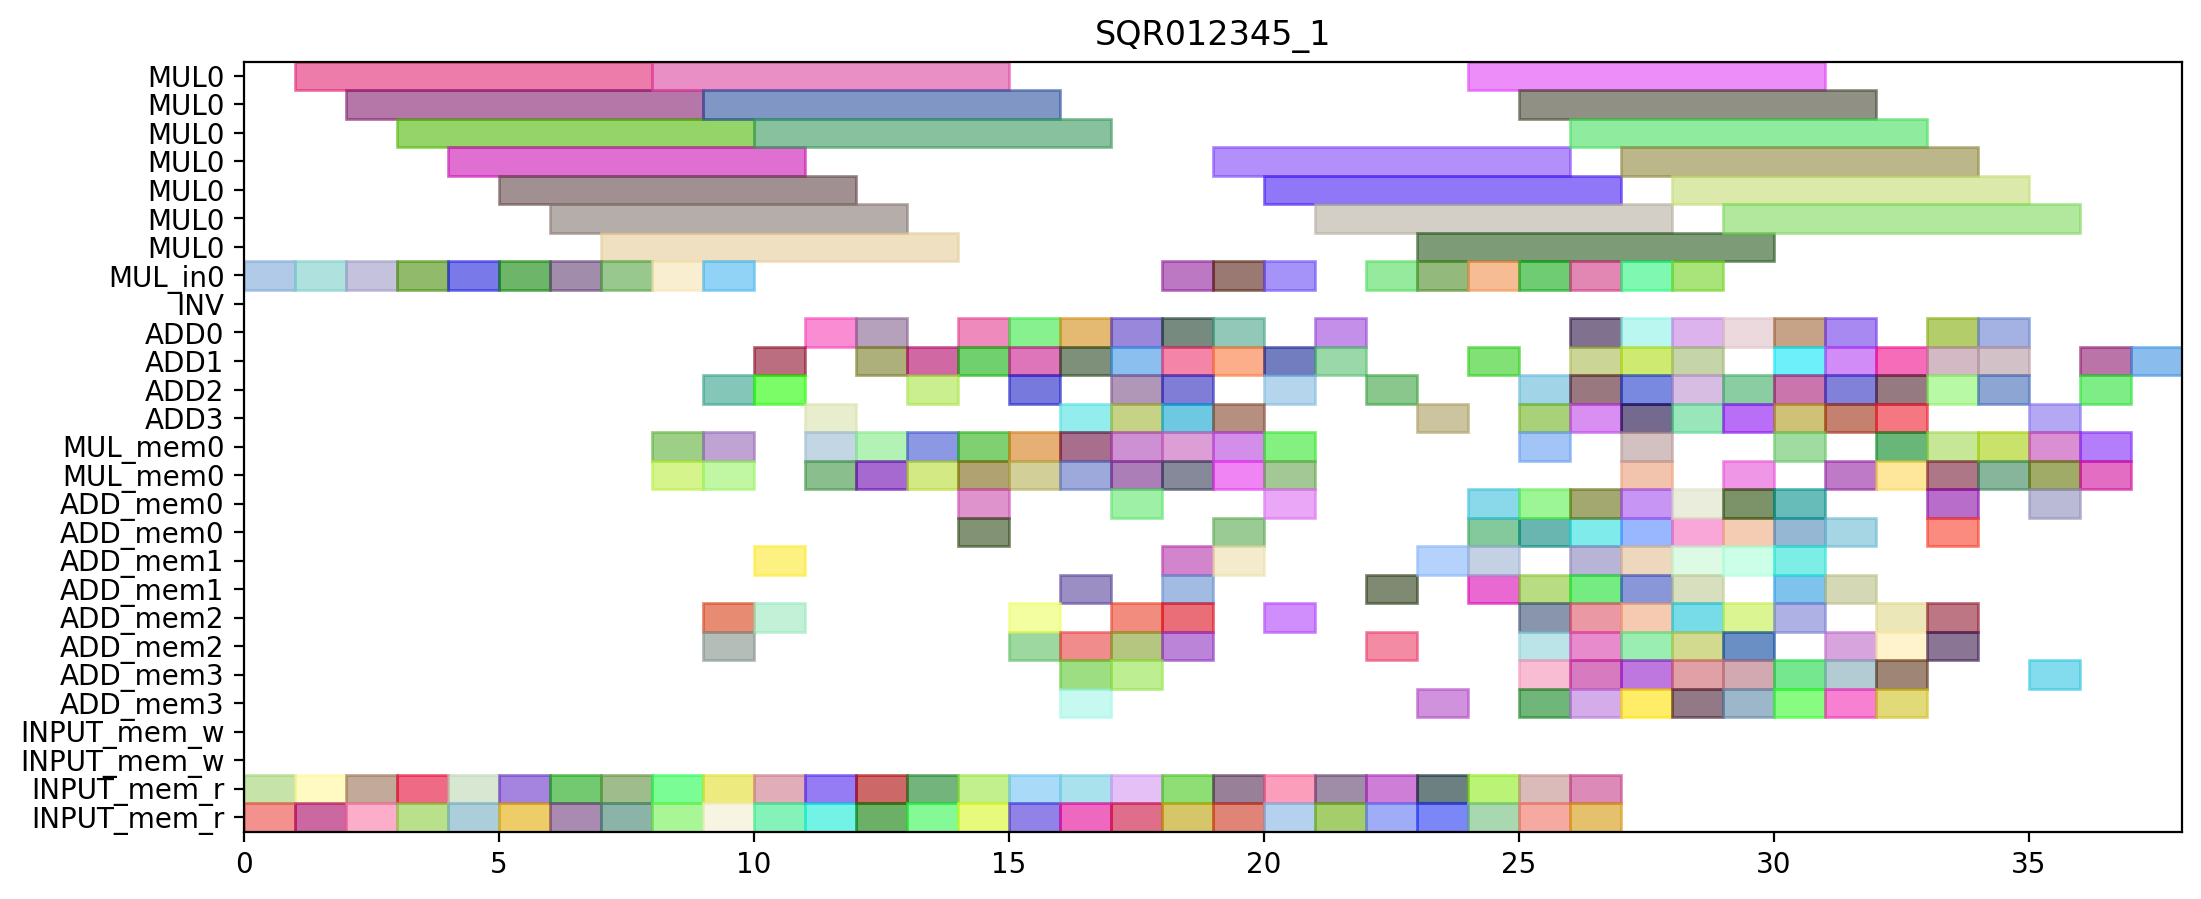 SQR012345_1
MUL0
MUL0
MUL0
MUL0
MUL0
MUL0
MUL0
MUL_in0
INV
ADD0
ADD1
ADD2
ADD3
MUL_mem0
MUL_mem0
ADD_mem0
ADD_mem0
ADD_mem1
ADD_mem1
ADD_mem2
ADD_mem2
ADD_mem3
ADD_mem3
INPUT_mem_w
INPUT_mem_w
INPUT_mem_r
INPUT_mem_r
0 5 10 15 20 25 30 35